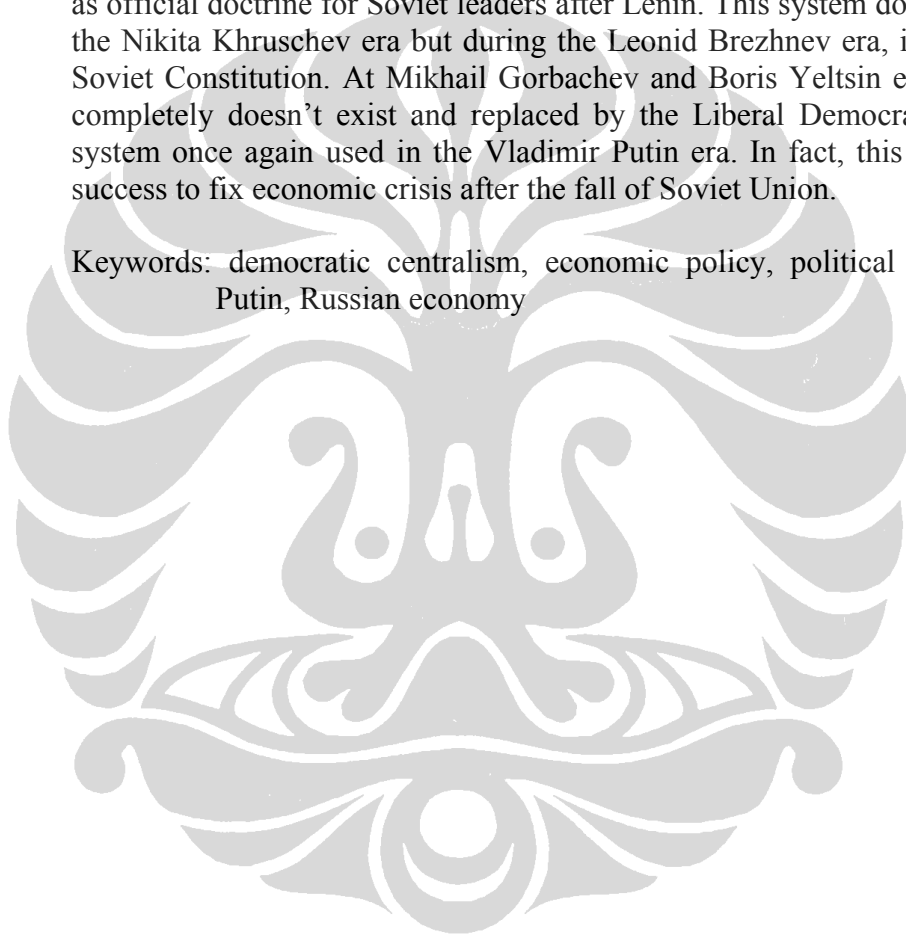 as official doctrine for Soviet leaders after Lenin. This system do
the Nikita Khruschev era but during the Leonid Brezhnev era, i
Soviet Constitution. At Mikhail Gorbachev and Boris Yeltsin e
completely doesn't exist and replaced by the Liberal Democra
system once again used in the Vladimir Putin era. In fact, this
success to fix economic crisis after the fall of Soviet Union.
Keywords: democratic centralism, economic policy, political
Putin, Russian economy